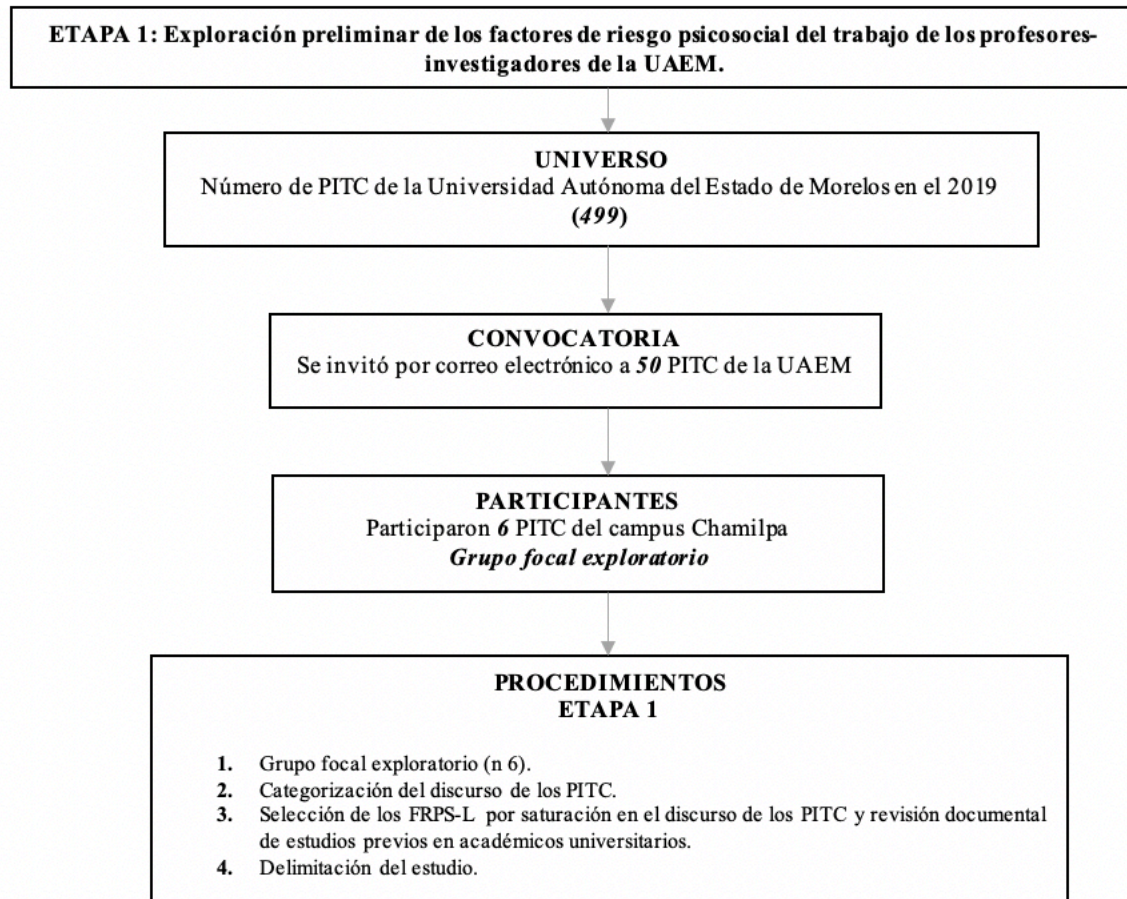 ETAPA 1: Exploración preliminar de los factores de riesgo psicosocial del trabajo de los profesores-
investigadores de la UAEM.
UNIVERSO
Número de PITC de la Universidad Autónoma del Estado de Morelos en el 2019
(499)
CONVOCATORIA
Se invitó por correo electrónico a 50 PITC de la UAEM
PARTICIPANTES
Participaron 6 PITC del campus Chamilpa
Grupo focal exploratorio
PROCEDIMIENTOS
ETAPA 1
1. Grupo focal exploratorio (n 6).
2. Categorización del discurso de los PITC.
3. Selección de los FRPS-L por saturación en el discurso de los PITC y revisión documental
de estudios previos en académicos universitarios.
4. Delimitación del estudio.